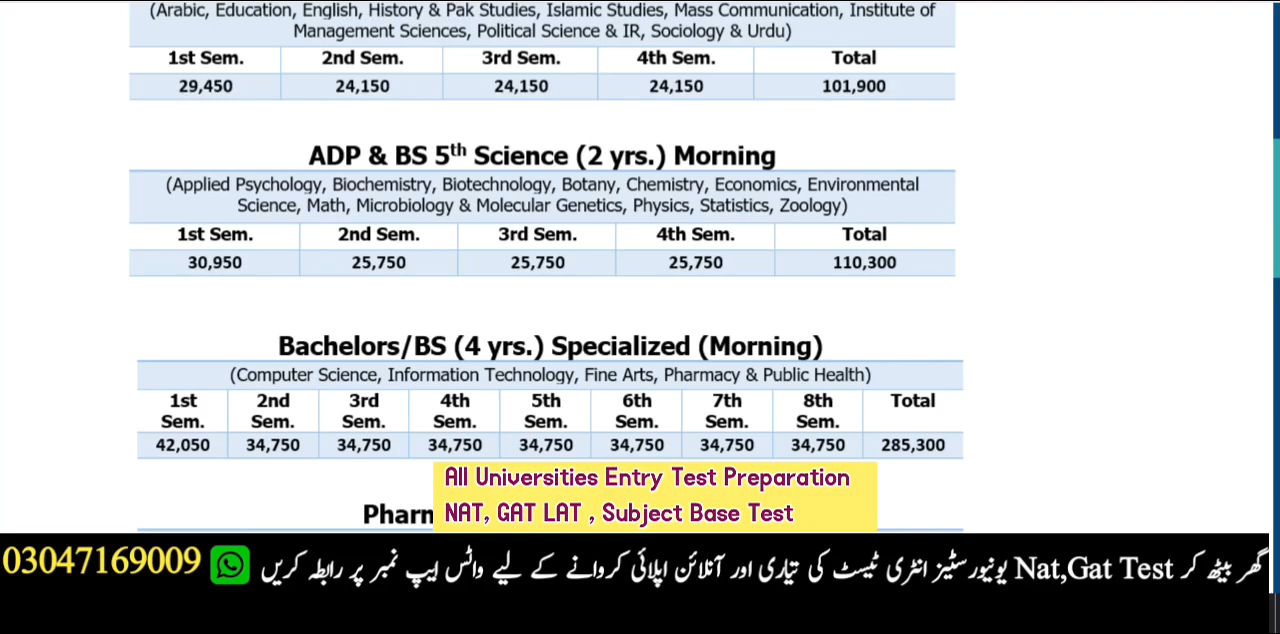 (Arabic, Education, English, History & Pak Studies, Islamic Studies, Mass Communication, Institute of
Management Sciences, Political Science & IR, Sociology & Urdu)
1st Sem. 2nd Sem. 3rd Sem. 4th Sem. Total
29,450 24,150 24,150 24,150 101,900
ADP & BS 5th Science (2 yrs.) Morning
(Applied Psychology, Biochemistry, Biotechnology, Botany, Chemistry, Economics, Environmental
Science, Math, Microbiology & Molecular Genetics, Physics, Statistics, Zoology)
1st Sem. 2nd Sem. 3rd Sem. 4th Sem. Total
30,950 25,750 25,750 25,750 110,300
Bachelors/BS (4 yrs.) Specialized (Morning)
(Computer Science, Information Technology, Fine Arts, Pharmacy & Public Health)
1st 2nd 3rd 4th 5th 6th 7th 8th Total
Sem. Sem. Sem. Sem. Sem. Sem. Sem. Sem.
42,050 34,750 34,750 34,750 34,750 34,750 34,750 34,750 285,300
All Universities Entry Test Preparation
Pharm NAT, GAT LAT , Subject Base Test
گھر بیٹھ کر Nat,Gat Test یونیورسٹیز انٹری ٹیسٹ کی تیاری اور آنلائن اپلائی کروانے کے لیے واٹس ایپ نمبر پر رابطہ کریں 03047169009